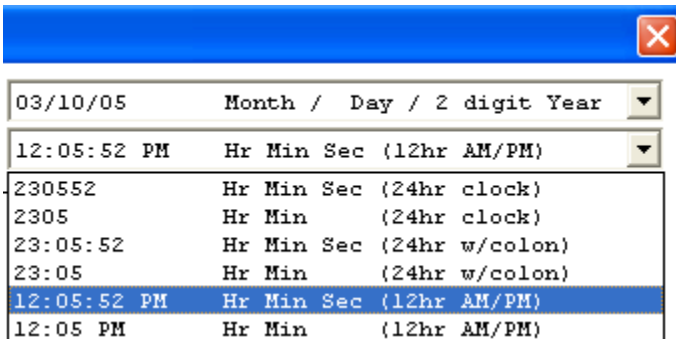 03/10/05 Month / Day / 2 digit Year
12:05:52 PM Hr Min Sec (12hr AM/PM)
230552 Hr Min Sec (24hr clock)
2305 Hr Min (24hr clock)
23:05:52 Hr Min Sec (24hr w/colon)
23:05 Hr Min (24hr w/colon)
12:05:52 PM Hr Min Sec (12hr AM/PM)
12:05 PM Hr Min (12hr AM/PM)